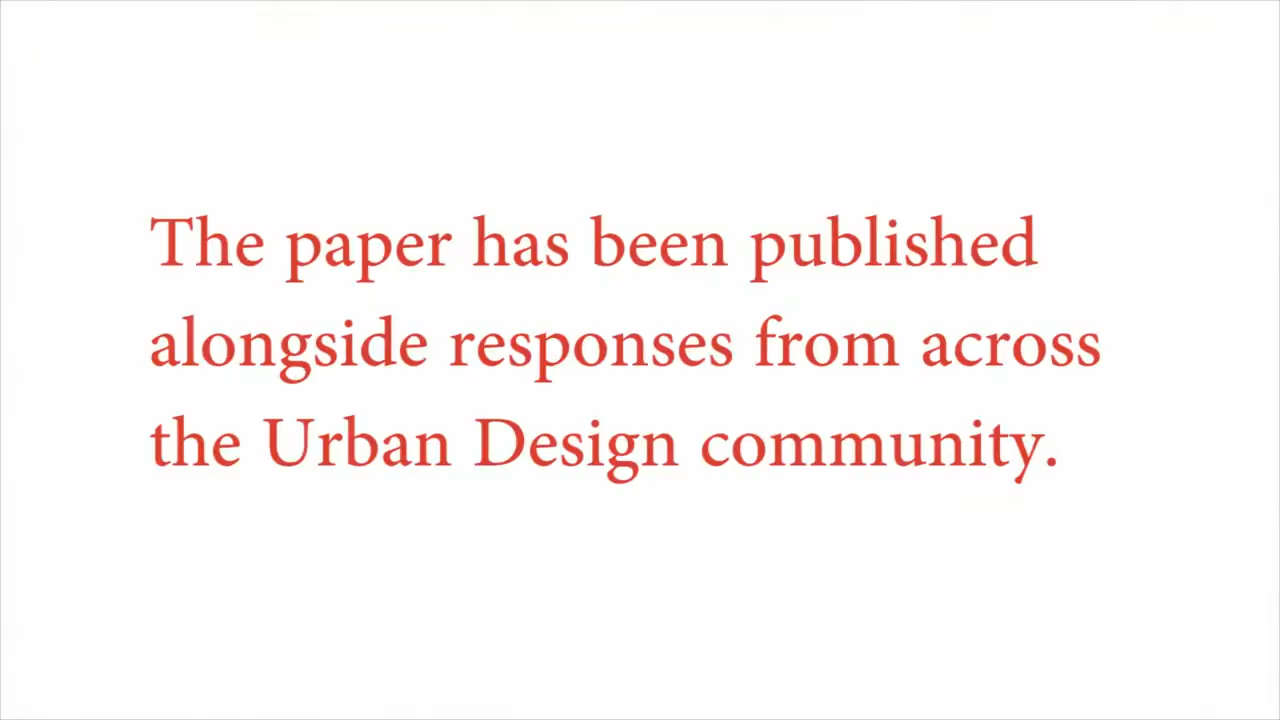 The paper has been published
alongside responses from across
the Urban Design community.